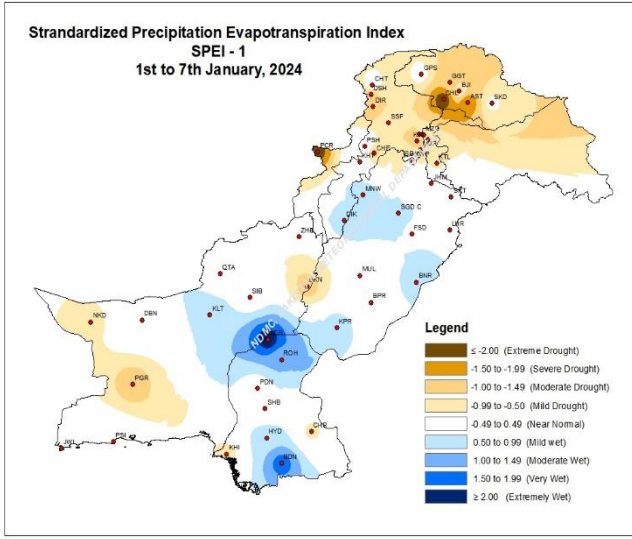 Strandardized Precipitation Evapotranspiration Index
SPEI - 1
1st to 7th January, 2024
CHT
GPS
GGT
BJI
DSH
DIR
AST
SKD
SSF
PCR
PSH
CHE
KHT
KTL
JHM
MNW
SKT
DIK
SGD C
FSD
LHR
ZHB
QTA
MUL
BNR
SIB
BPR
NKD
DBN
KLT
KPR
ROH
PGR
PDN
SHB
HYD
CHR
JWI
PSI
KHI
BDN
NDMC
Legend
≤ -2.00 (Extreme Drought)
-1.50 to -1.99 (Severe Drought)
-1.00 to -1.49 (Moderate Drought)
-0.99 to -0.50 (Mild Drought)
-0.49 to 0.49 (Near Normal)
0.50 to 0.99 (Mild wet)
1.00 to 1.49 (Moderate Wet)
1.50 to 1.99 (Very Wet)
≥ 2.00 (Extremely Wet)